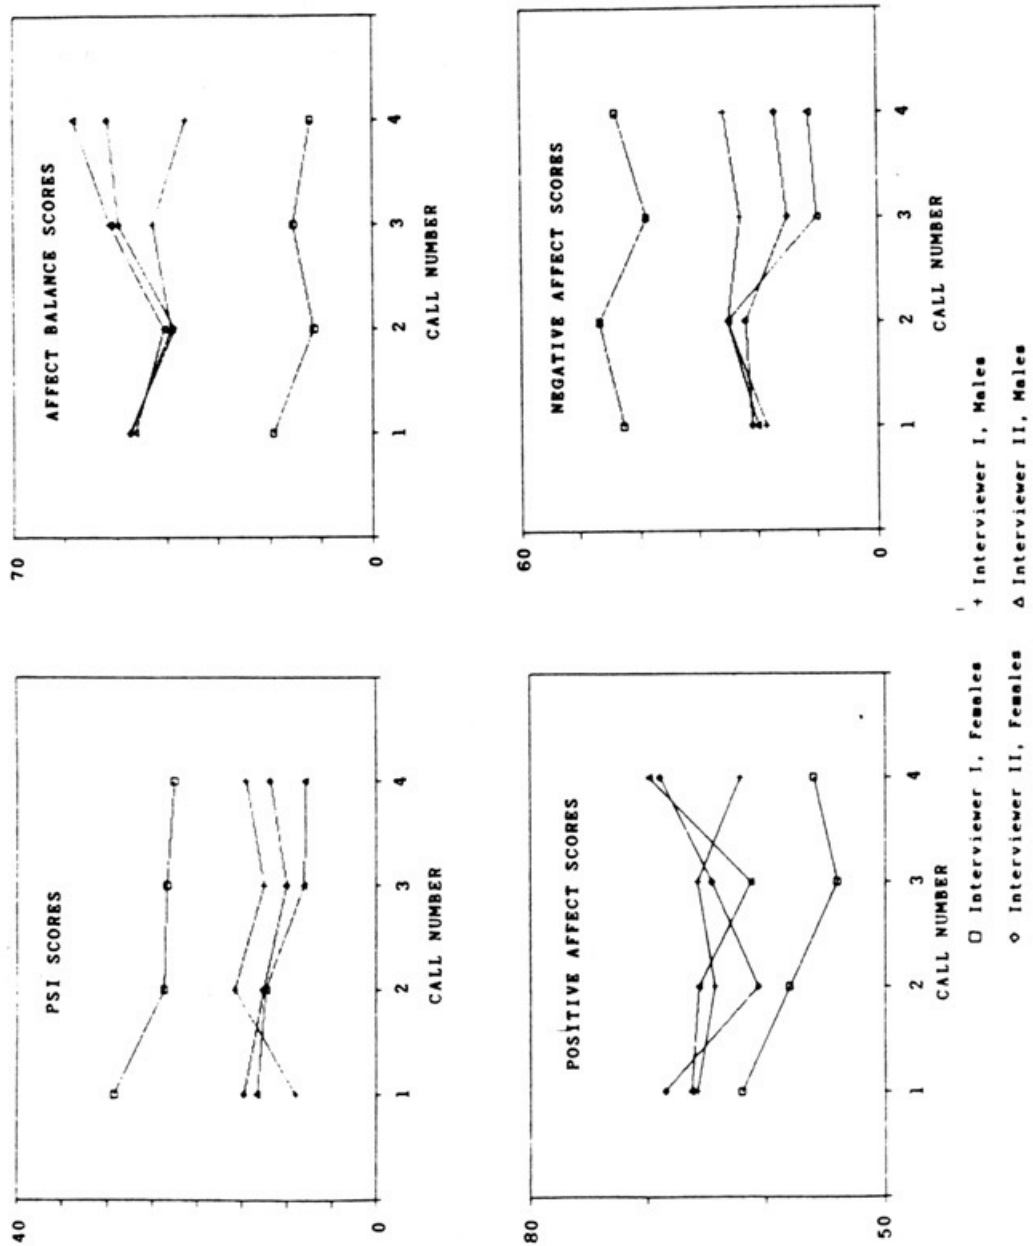 PSI SCORES
40
0
1
2
3
4
CALL NUMBER
AFFECT BALANCE SCORES
70
0
1
2
3
4
CALL NUMBER
POSITIVE AFFECT SCORES
80
50
1
2
3
4
CALL NUMBER
NEGATIVE AFFECT SCORES
60
0
1
2
3
4
CALL NUMBER
□ Interviewer I, Females
+ Interviewer I, Males
◇ Interviewer II, Females
△ Interviewer II, Males